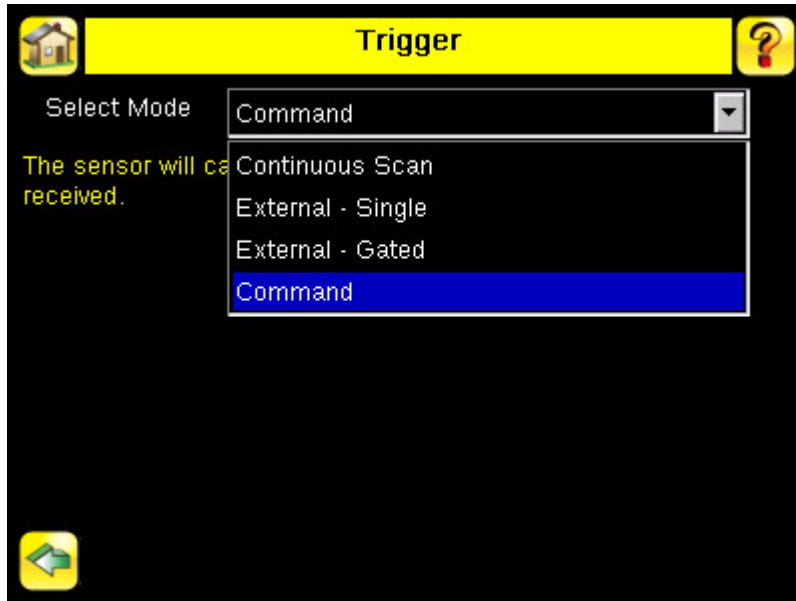 Trigger
Select Mode
Command
The sensor will ca
received.
Continuous Scan
External - Single
External - Gated
Command